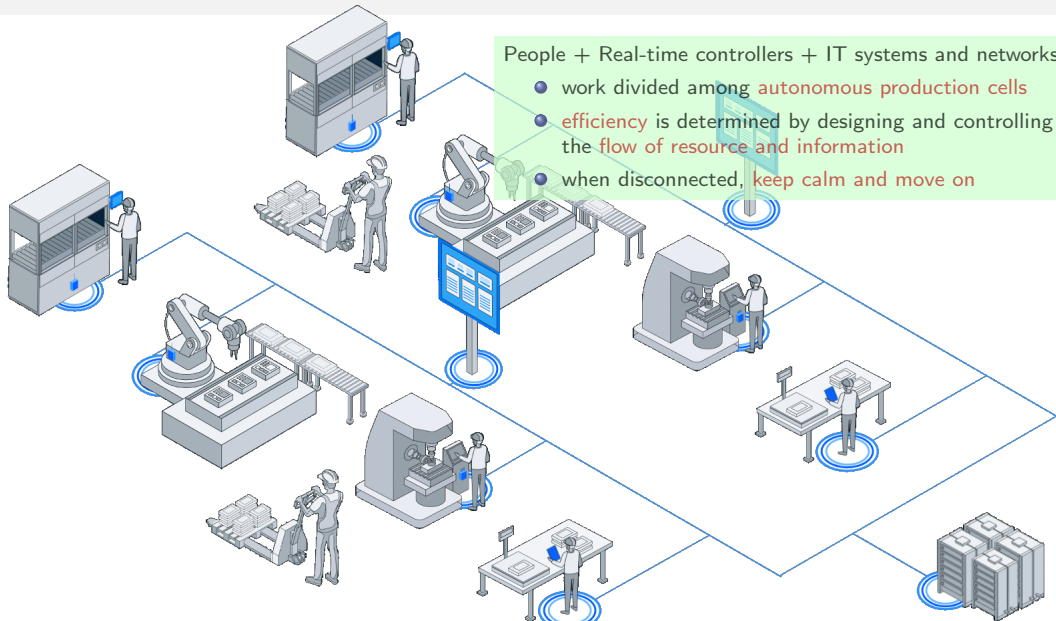 People + Real-time controllers + IT systems and networks
work divided among autonomous production cells
efficiency is determined by designing and controlling
the flow of resource and information
when disconnected, keep calm and move on